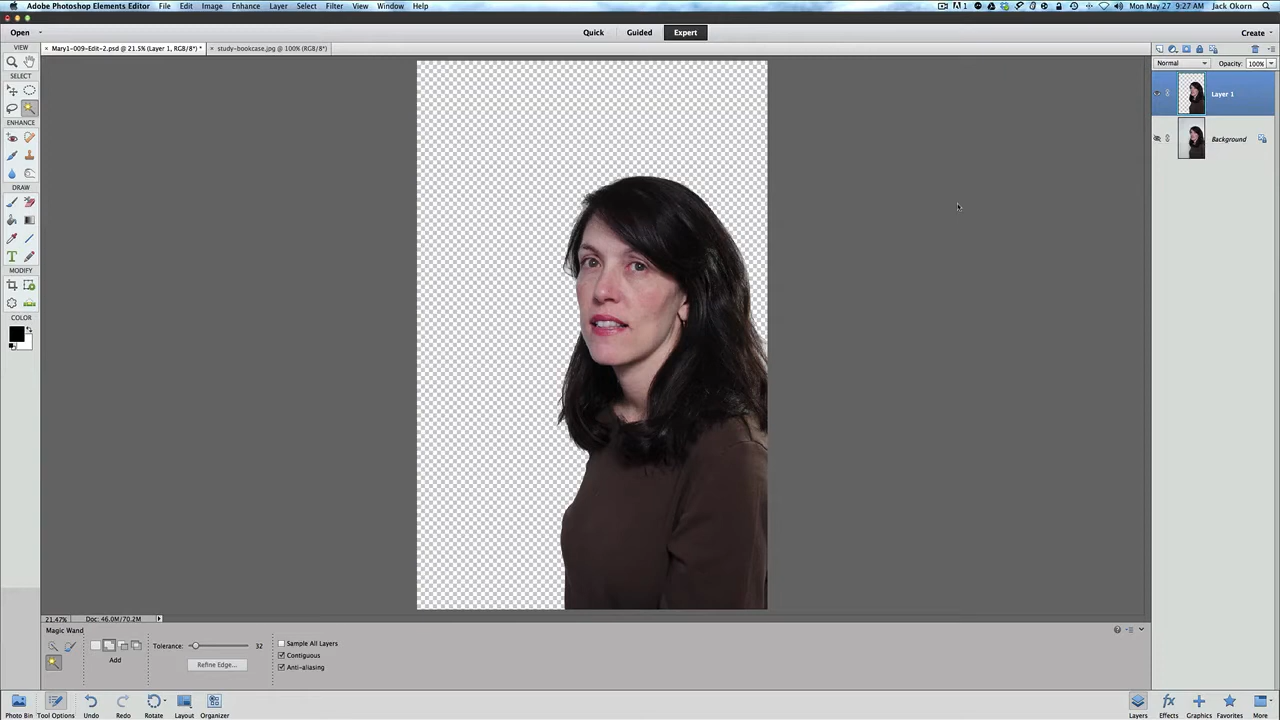 Adobe Photoshop Elements Editor File Edit Image Enhance Layer Select Filter View Window Help 1 Mon May 27 9:27 AM Jack Okorn
Open Quick Guided Expert Create
VIEW × Mary1-009-Edit-2.psd @ 21.5% (Layer 1, RGB/8*) * × study-bookcase.jpg @ 100% (RGB/8*)
Normal Opacity: 100%
SELECT
Layer 1
ENHANCE
Background
DRAW
T
MODIFY
COLOR
21.47% Doc: 46.0M/70.2M
Magic Wand
Tolerance: 32 Sample All Layers
Add Refine Edge... Contiguous
Anti-aliasing
Photo Bin Tool Options Undo Redo Rotate Layout Organizer Layers Effects Graphics Favorites More